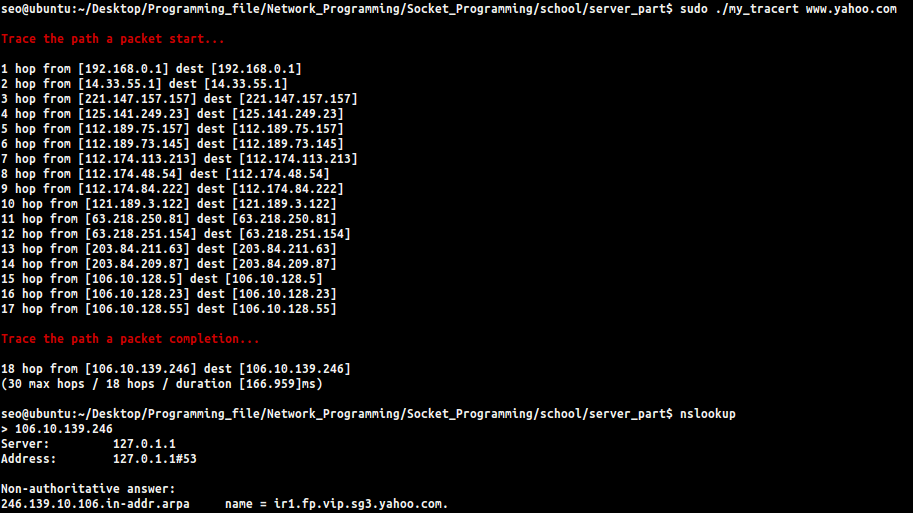 seo@ubuntu:~/Desktop/Programming_file/Network_Programming/Socket_Programming/school/server_part$ sudo ./my_tracert www.yahoo.com
Trace the path a packet start...
1 hop from [192.168.0.1] dest [192.168.0.1]
2 hop from [14.33.55.1] dest [14.33.55.1]
3 hop from [221.147.157.157] dest [221.147.157.157]
4 hop from [125.141.249.23] dest [125.141.249.23]
5 hop from [112.189.75.157] dest [112.189.75.157]
6 hop from [112.189.73.145] dest [112.189.73.145]
7 hop from [112.174.113.213] dest [112.174.113.213]
8 hop from [112.174.48.54] dest [112.174.48.54]
9 hop from [112.174.84.222] dest [112.174.84.222]
10 hop from [121.189.3.122] dest [121.189.3.122]
11 hop from [63.218.250.81] dest [63.218.250.81]
12 hop from [63.218.251.154] dest [63.218.251.154]
13 hop from [203.84.211.63] dest [203.84.211.63]
14 hop from [203.84.209.87] dest [203.84.209.87]
15 hop from [106.10.128.5] dest [106.10.128.5]
16 hop from [106.10.128.23] dest [106.10.128.23]
17 hop from [106.10.128.55] dest [106.10.128.55]
Trace the path a packet completion...
18 hop from [106.10.139.246] dest [106.10.139.246]
(30 max hops / 18 hops / duration [166.959]ms)
seo@ubuntu:~/Desktop/Programming_file/Network_Programming/Socket_Programming/school/server_part$ nslookup
> 106.10.139.246
Server:         127.0.1.1
Address:        127.0.1.1#53
Non-authoritative answer:
246.139.10.106.in-addr.arpa     name = ir1.fp.vip.sg3.yahoo.com.